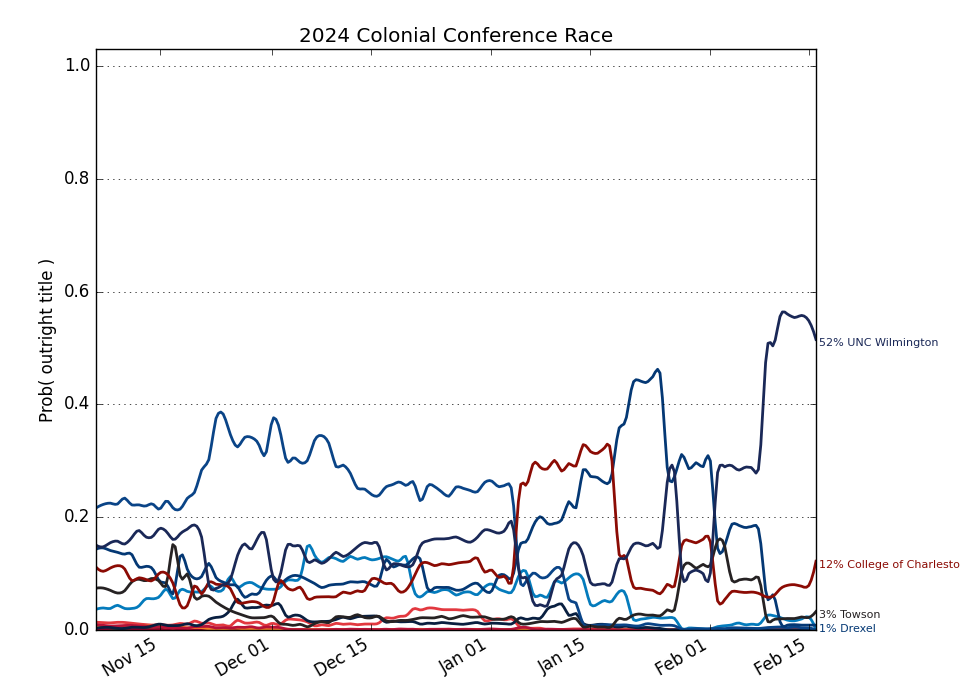 2024 Colonial Conference Race
Prob( outright title )
1.0
0.8
0.6
0.4
0.2
0.0
52% UNC Wilmington
12% College of Charlesto
3% Towson
1% Drexel
Nov 15
Dec 01
Dec 15
Jan 01
Jan 15
Feb 01
Feb 15